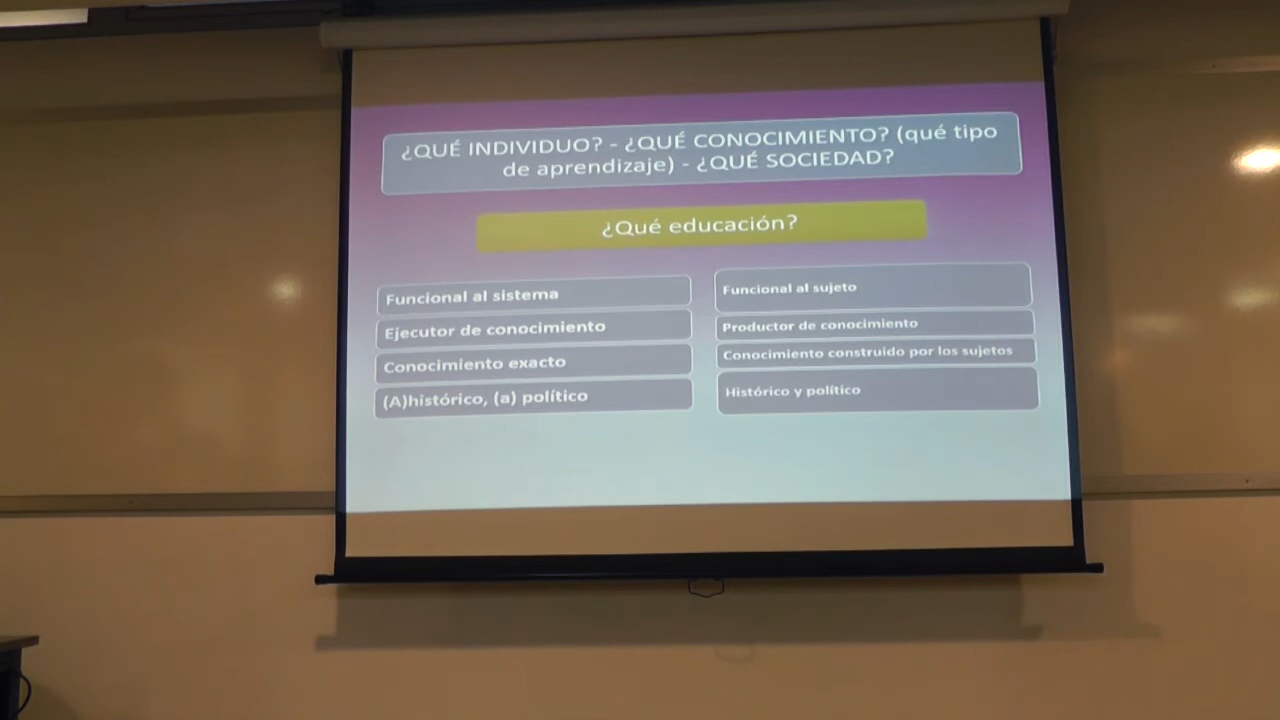 ¿QUÉ INDIVIDUO? - ¿QUÉ CONOCIMIENTO? (qué tipo
de aprendizaje) - ¿QUÉ SOCIEDAD?
¿Qué educación?
Funcional al sistema
Ejecutor de conocimiento
Conocimiento exacto
(A)histórico, (a) político
Funcional al sujeto
Productor de conocimiento
Conocimiento construido por los sujetos
Histórico y político